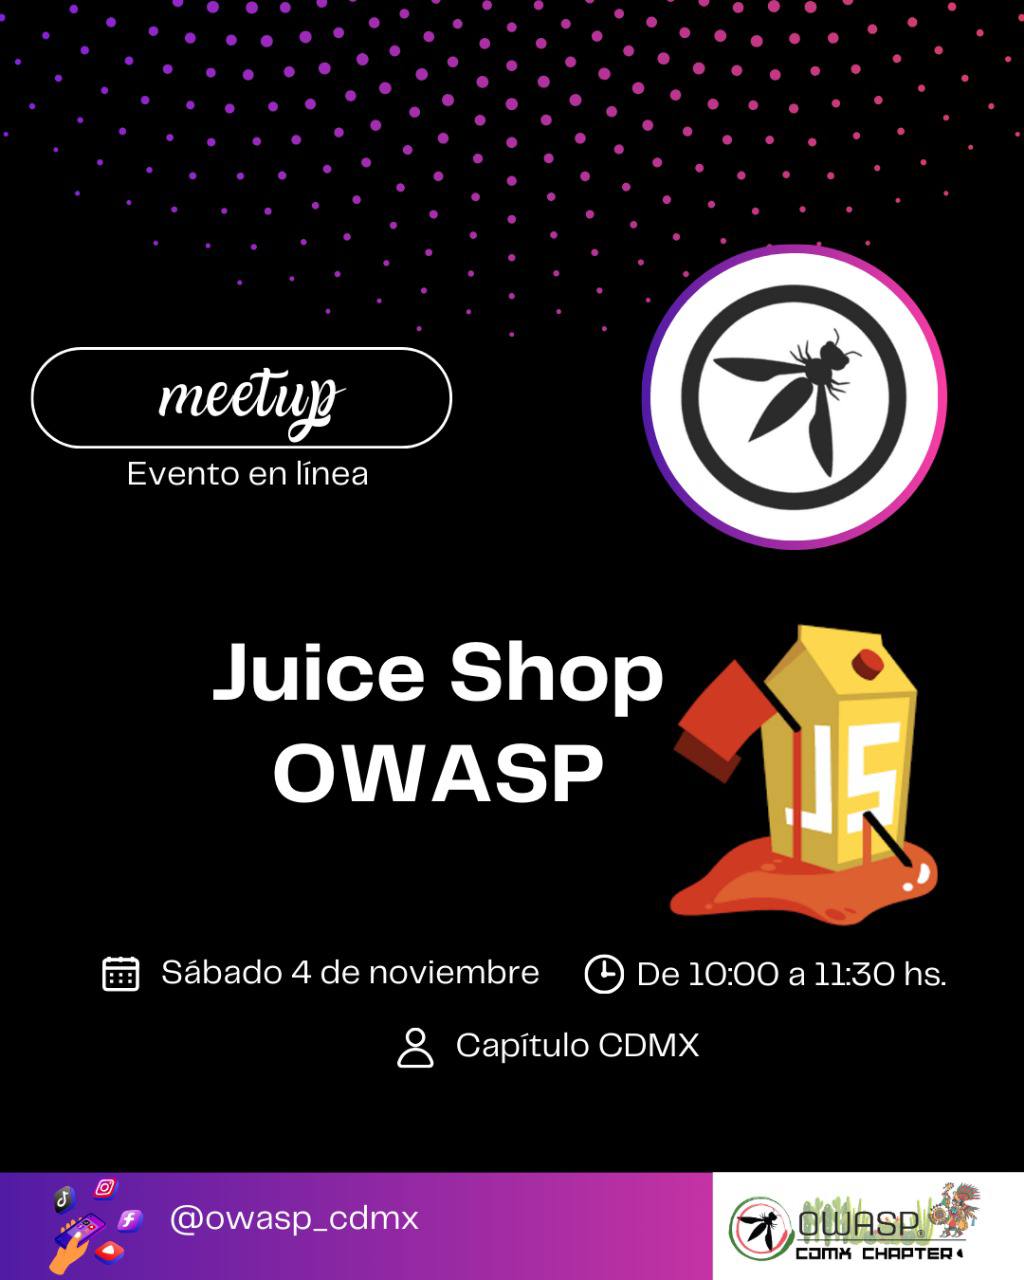 meetup
Evento en línea
Juice Shop
OWASP
JS
Sábado 4 de noviembre
De 10:00 a 11:30 hs.
Capítulo CDMX
@owasp_cdmx
OWASP
CDMX CHAPTER